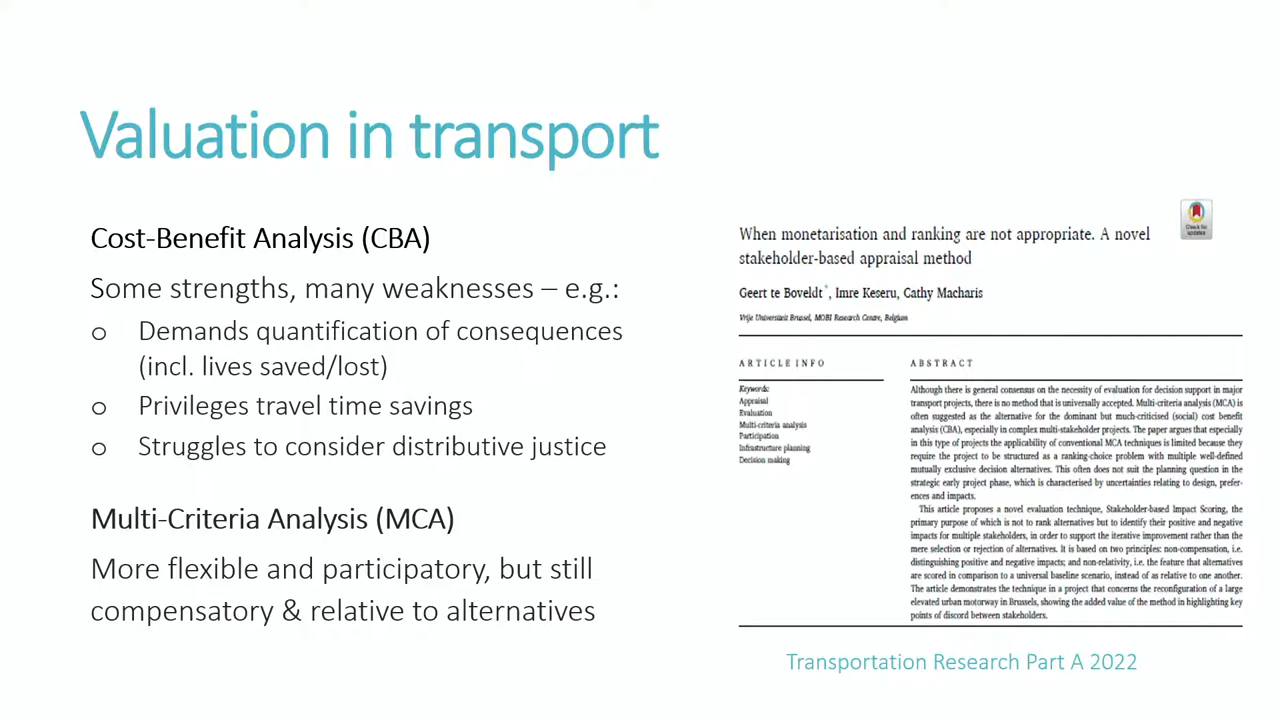 Valuation in transport
Cost-Benefit Analysis (CBA)
Some strengths, many weaknesses – e.g.:
o Demands quantification of consequences
(incl. lives saved/lost)
o Privileges travel time savings
o Struggles to consider distributive justice
Multi-Criteria Analysis (MCA)
More flexible and participatory, but still
compensatory & relative to alternatives
Check for
updates
When monetarisation and ranking are not appropriate. A novel
stakeholder-based appraisal method
Geert te Boveldt*, Imre Keseru, Cathy Macharis
Vrije Universiteit Brussel, MOBI Research Centre, Belgium
ARTICLE INFO
Keywords:
Appraisal
Evaluation
Multi-criteria analysis
Participation
Infrastructure planning
Decision making
ABSTRACT
Although there is general consensus on the necessity of evaluation for decision support in major
transport projects, there is no method that is universally accepted. Multi-criteria analysis (MCA) is
often suggested as the alternative for the dominant but much-criticised (social) cost benefit
analysis (CBA), especially in complex multi-stakeholder projects. The paper argues that especially
in this type of projects the applicability of conventional MCA techniques is limited because they
require the project to be structured as a ranking-choice problem with multiple well-defined
mutually exclusive decision alternatives. This often does not suit the planning question in the
strategic early project phase, which is characterised by uncertainties relating to design, prefer-
ences and impacts.
This article proposes a novel evaluation technique, Stakeholder-based Impact Scoring, the
primary purpose of which is not to rank alternatives but to identify their positive and negative
impacts for multiple stakeholders, in order to support the iterative improvement rather than the
mere selection or rejection of alternatives. It is based on two principles: non-compensation, i.e.
distinguishing positive and negative impacts; and non-relativity, i.e. the feature that alternatives
are scored in comparison to a universal baseline scenario, instead of as relative to one another.
The article demonstrates the technique in a project that concerns the reconfiguration of a large
elevated urban motorway in Brussels, showing the added value of the method in highlighting key
points of discord between stakeholders.
Transportation Research Part A 2022